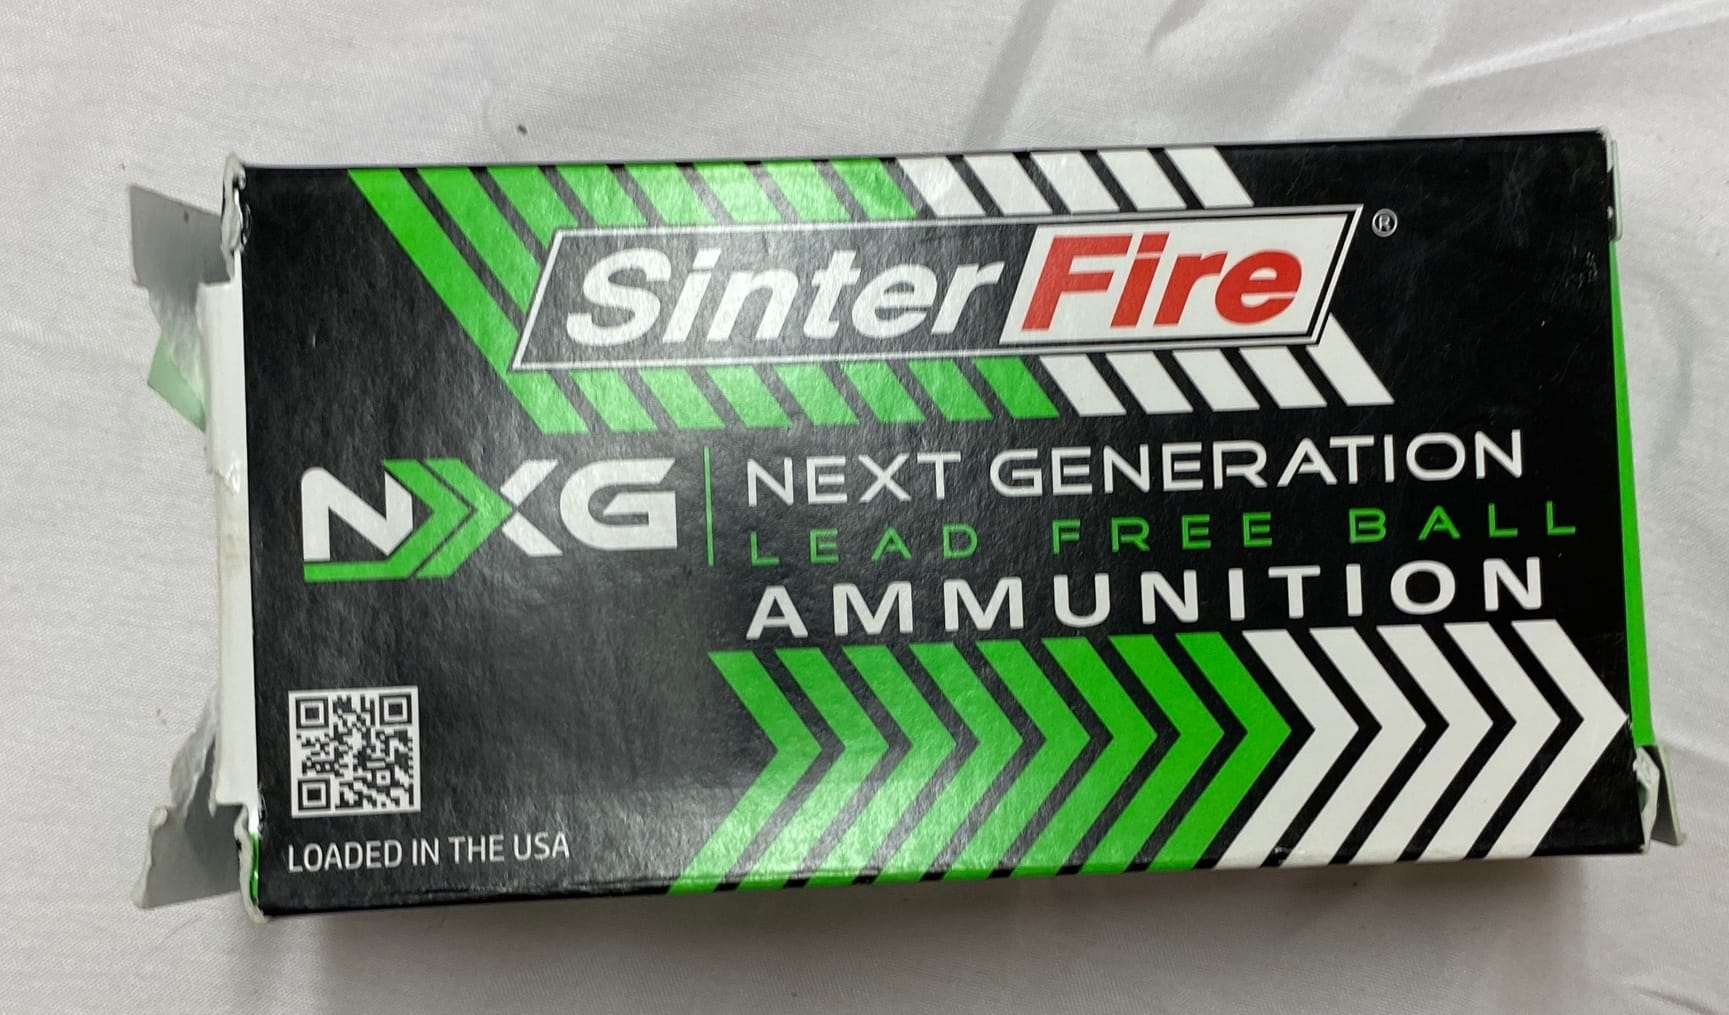 SinterFire®
NXG
NEXT GENERATION
LEAD FREE BALL
AMMUNITION
LOADED IN THE USA